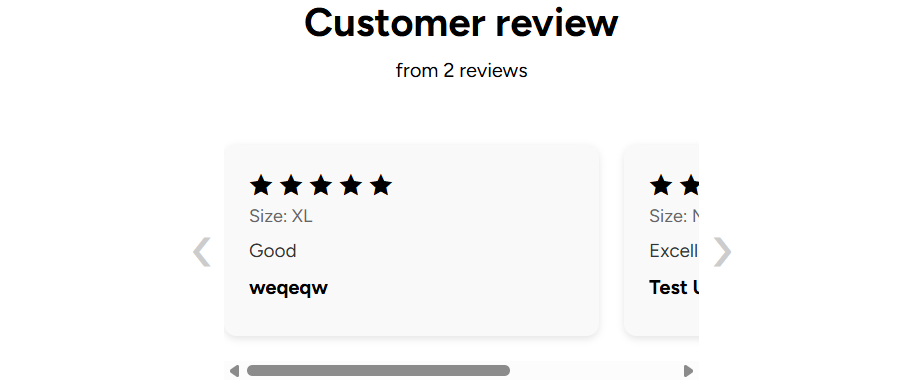 Customer review
from 2 reviews
Size: XL
Good
weqeqw
Size:
Excell
Test